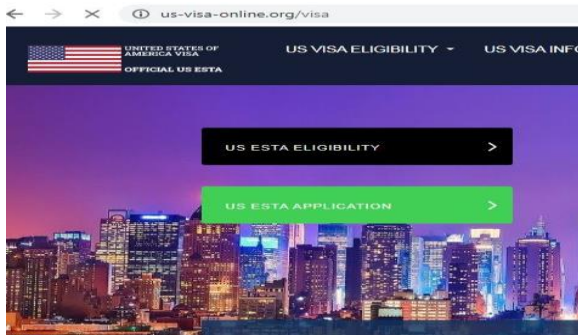 us-visa-online.org/visa
UNITED STATES OF
AMERICA VISA
OFFICIAL US ESTA
US VISA ELIGIBILITY
US VISA INFO
US ESTA ELIGIBILITY
US ESTA APPLICATION